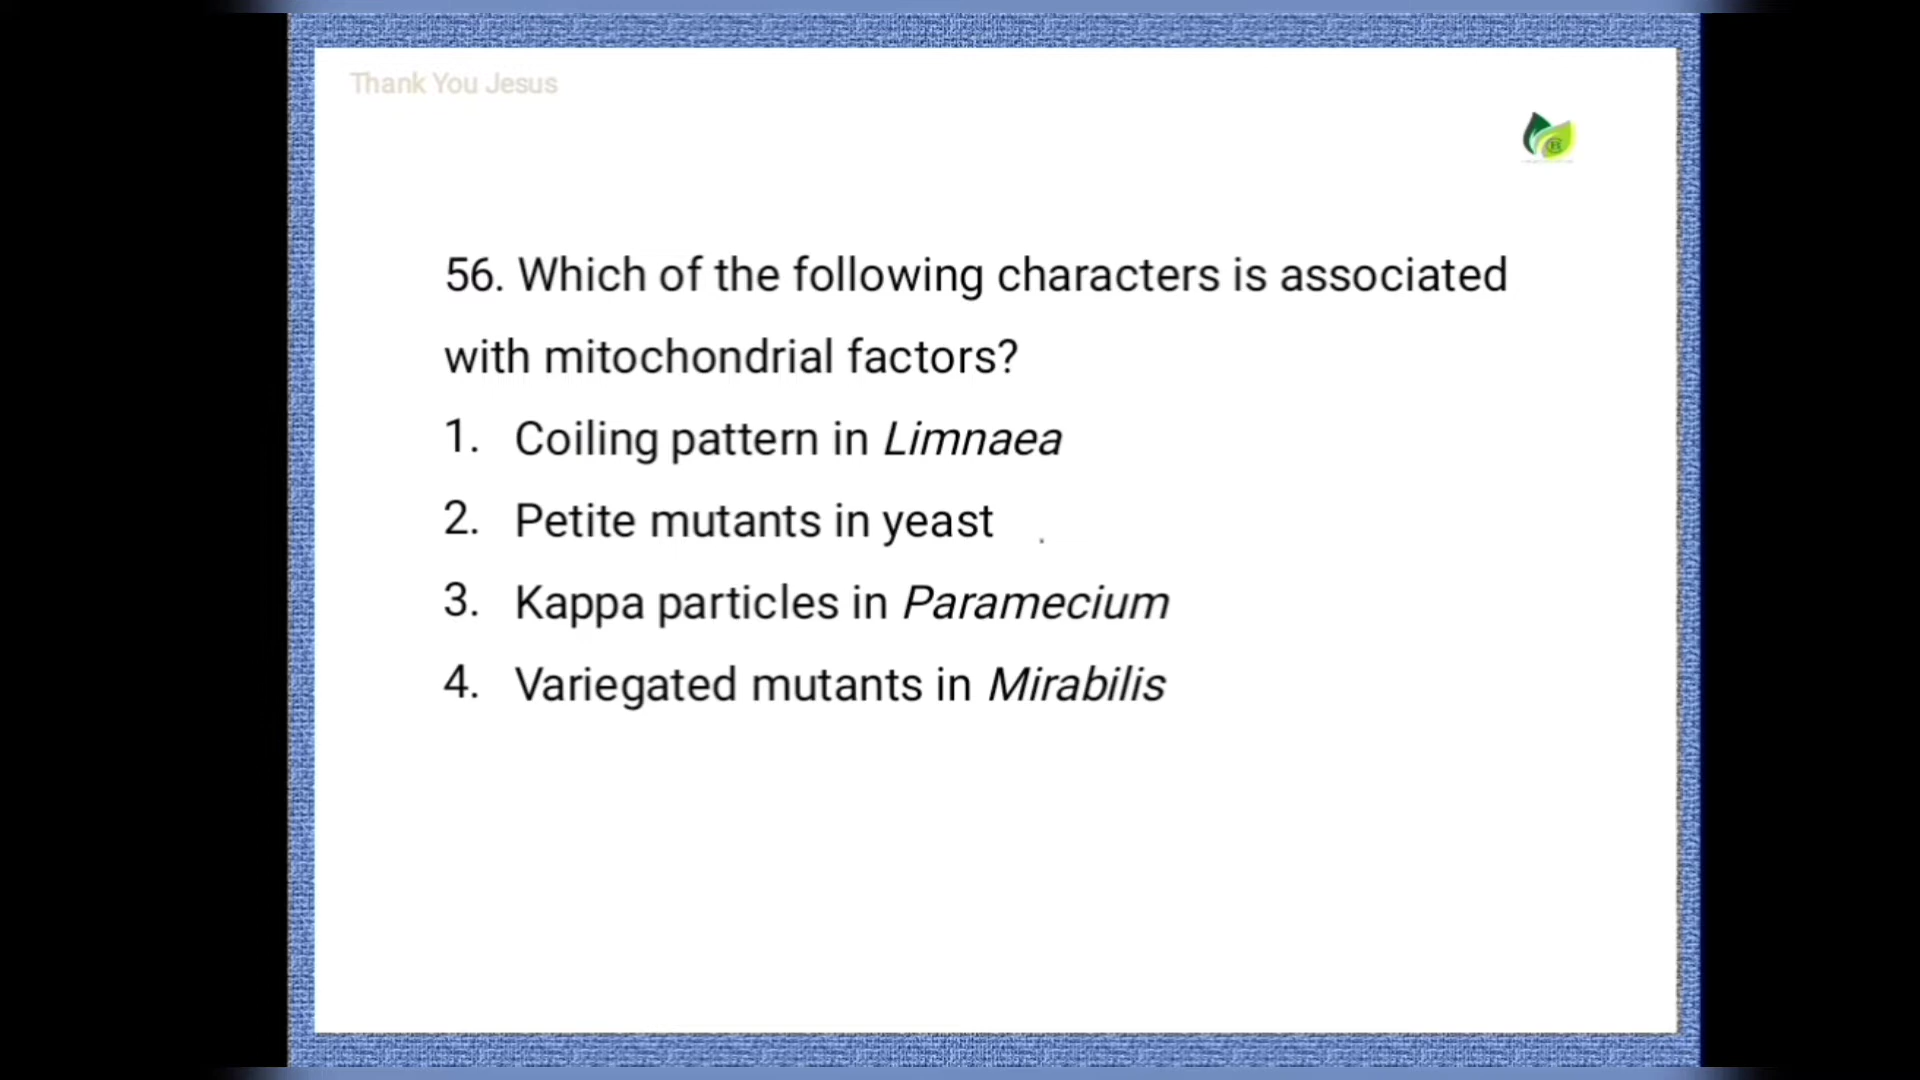 Thank You Jesus
56. Which of the following characters is associated
with mitochondrial factors?
1. Coiling pattern in Limnaea
2. Petite mutants in yeast
3. Kappa particles in Paramecium
4. Variegated mutants in Mirabilis